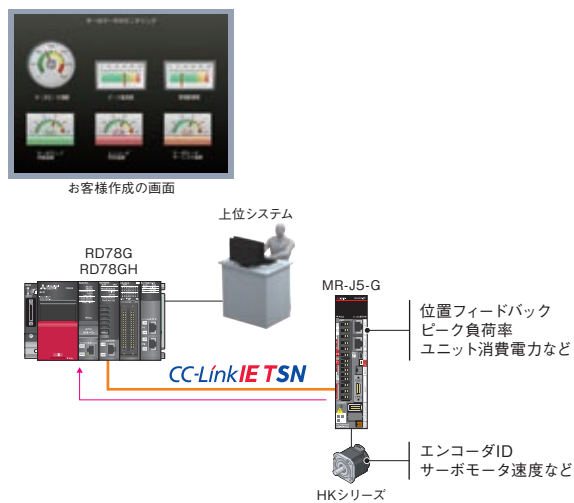 お客様作成の画面
上位システム
RD78G
RD78GH
MR-J5-G
位置フィードバック
ピーク負荷率
ユニット消費電力など
CC-Link IE TSN
エンコーダID
サーボモータ速度など
HKシリーズ